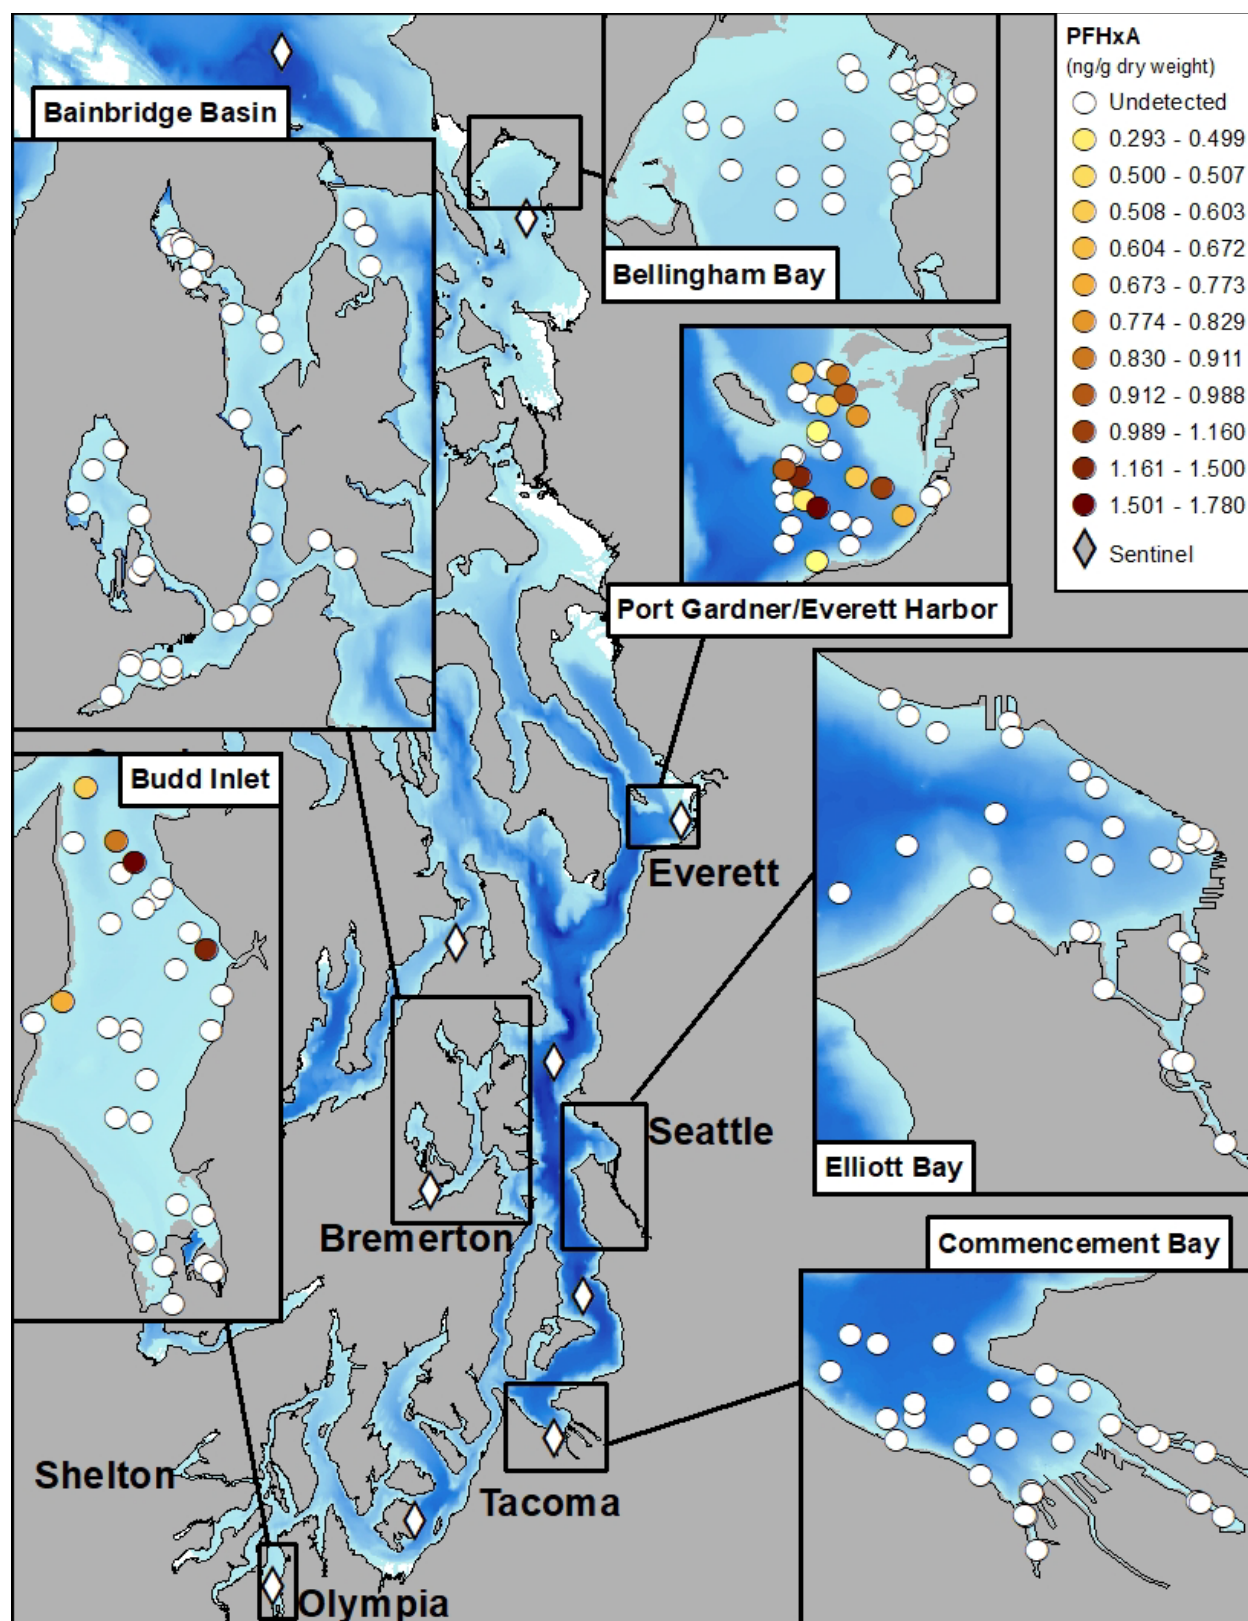 PFHxA
(ng/g dry weight)
Undetected
0.293 - 0.499
0.500 - 0.507
0.508 - 0.603
0.604 - 0.672
0.673 - 0.773
0.774 - 0.829
0.830 - 0.911
0.912 - 0.988
0.989 - 1.160
1.161 - 1.500
1.501 - 1.780
Sentinel
Bainbridge Basin
Bellingham Bay
Port Gardner/Everett Harbor
Budd Inlet
Everett
Seattle
Elliott Bay
Bremerton
Commencement Bay
Shelton
Tacoma
Olympia